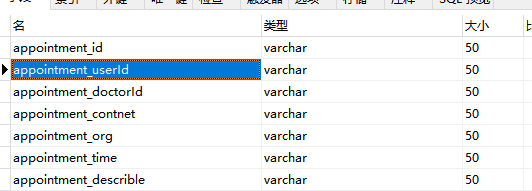 名 类型 大小
appointment_id varchar 50
appointment_userId varchar 50
appointment_doctorId varchar 50
appointment_contnet varchar 50
appointment_org varchar 50
appointment_time varchar 50
appointment_describle varchar 50